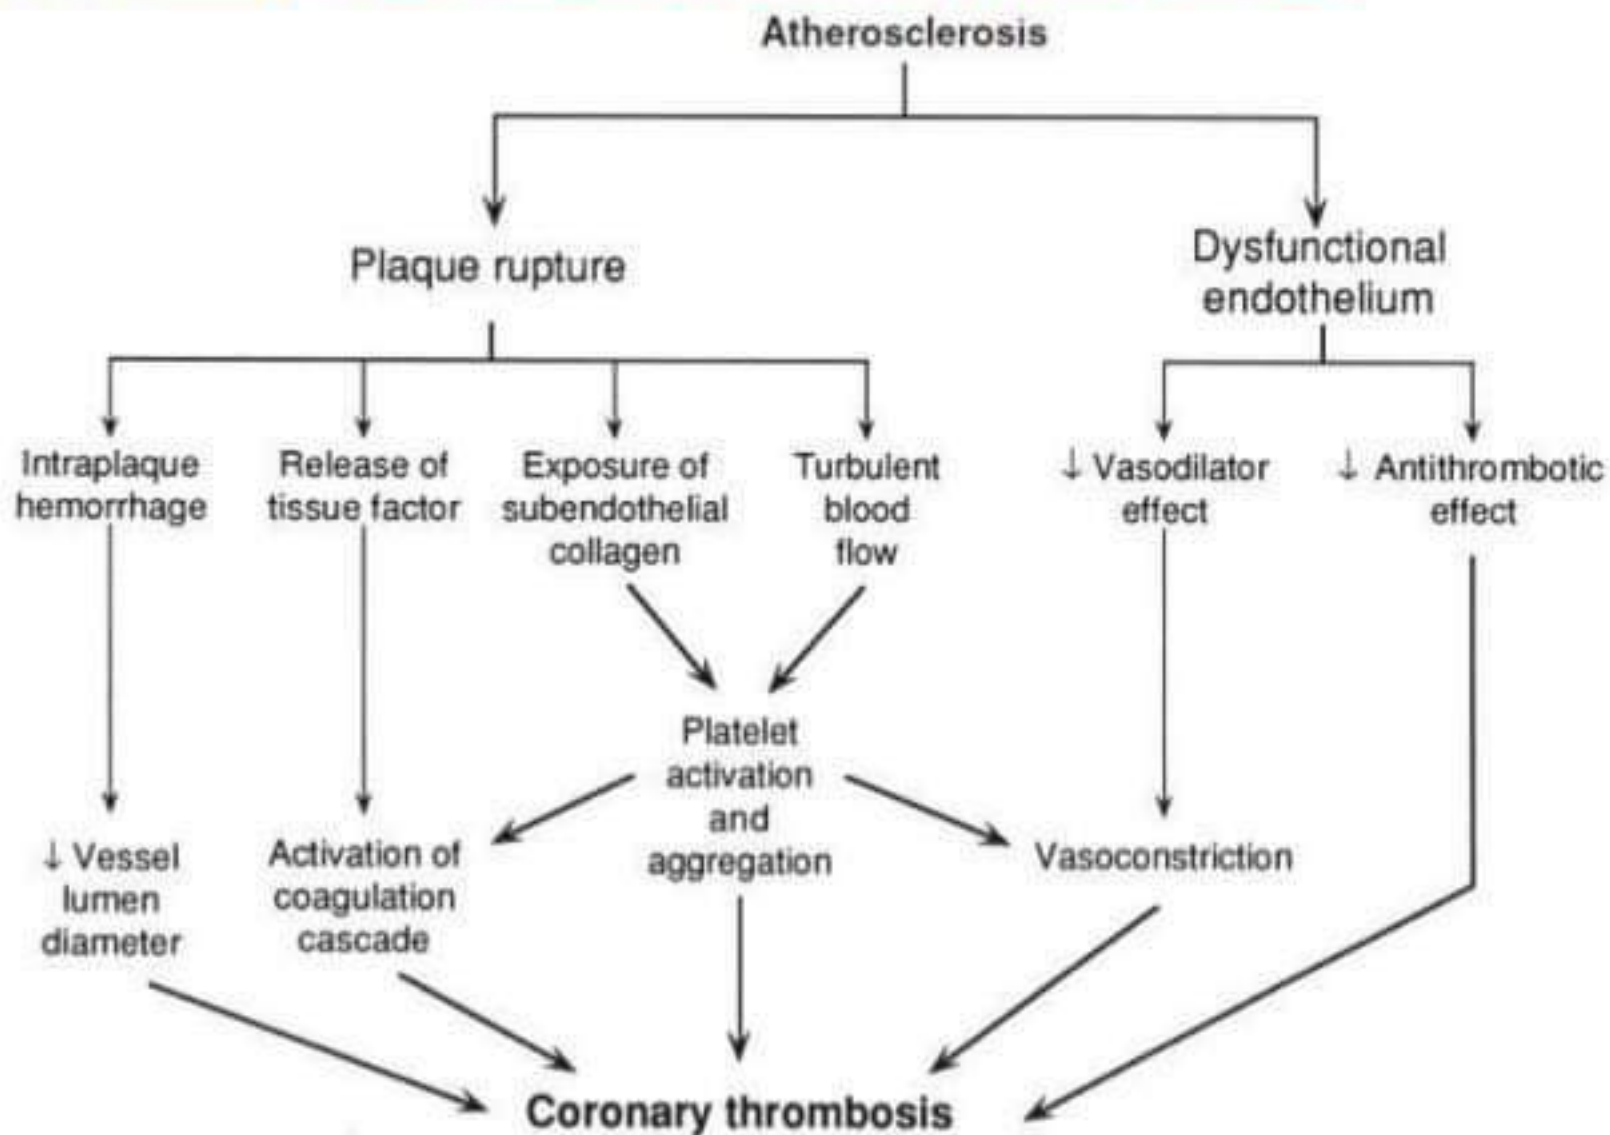 Atherosclerosis
Plaque rupture
Dysfunctional
endothelium
Intraplaque
hemorrhage
Release of
tissue factor
Exposure of
subendothelial
collagen
Turbulent
blood
flow
↓ Vasodilator
effect
↓ Antithrombotic
effect
Platelet
activation
and
aggregation
↓ Vessel
lumen
diameter
Activation of
coagulation
cascade
Vasoconstriction
Coronary thrombosis